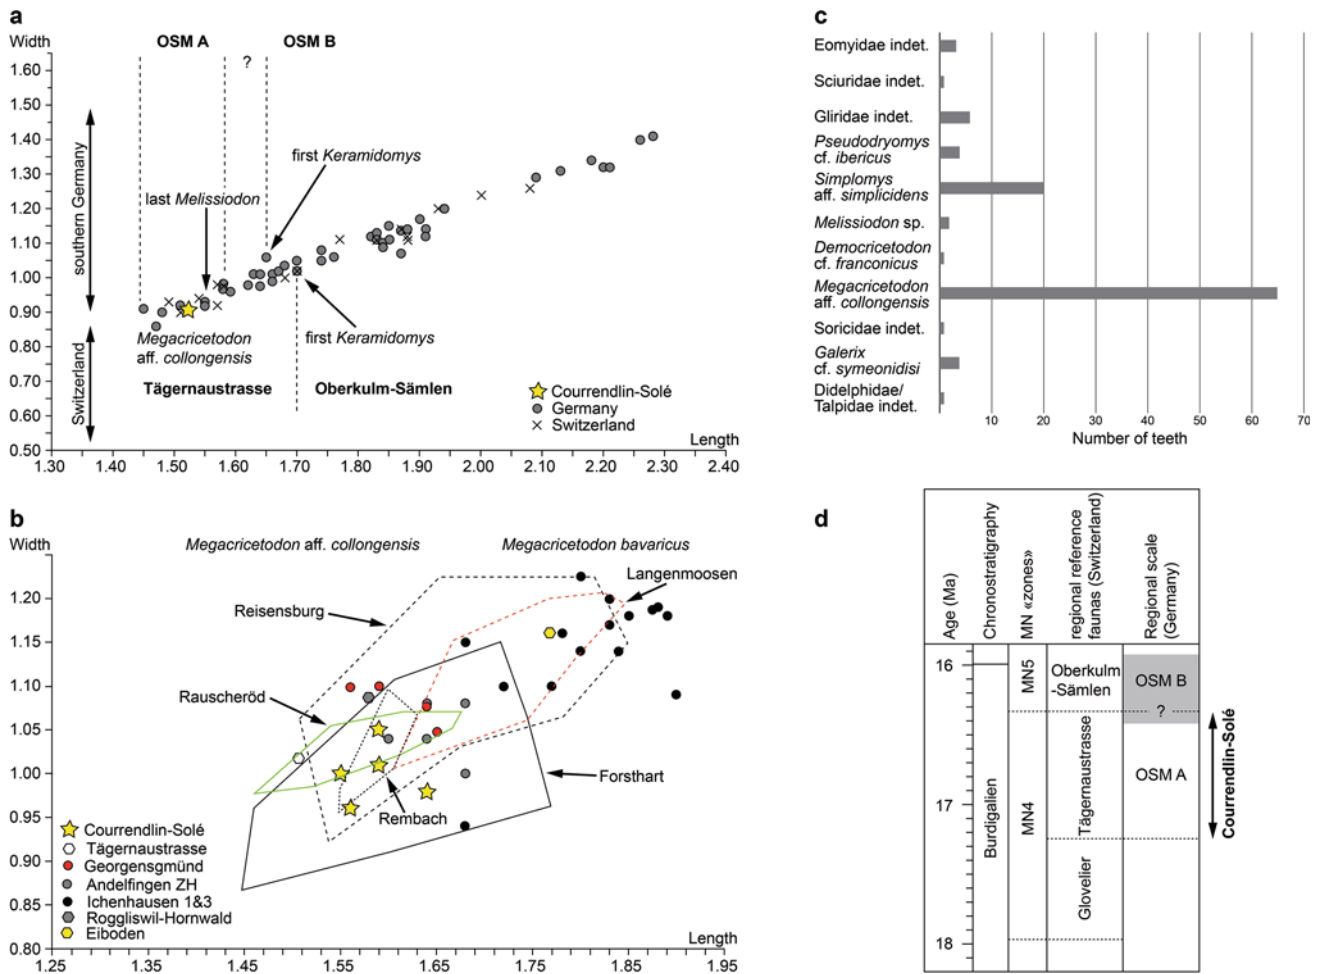 a
Width
OSM A
?
OSM B
1.60
1.50
1.40
1.30
1.20
1.10
1.00
0.90
0.80
0.70
0.60
0.50
southern Germany
Switzerland
first Keramidomys
last Melissiodon
first Keramidomys
Megacricetodon
aff. collongensis
Tägernaustrasse
Oberkulm-Sämlen
Courrendlin-Solé
Germany
Switzerland
Length
1.30 1.40 1.50 1.60 1.70 1.80 1.90 2.00 2.10 2.20 2.30 2.40
b
Width
Megacricetodon aff. collongensis
Megacricetodon bavaricus
1.20
1.15
1.10
1.05
1.00
0.95
0.90
0.85
0.80
Langenmoosen
Reisensburg
Rauscheröd
Forsthart
Rembach
Courrendlin-Solé
Tägernaustrasse
Georgensgmünd
Andelfingen ZH
Ichenhausen 1&3
Roggliswil-Hornwald
Eiboden
Length
1.25 1.35 1.45 1.55 1.65 1.75 1.85 1.95
c
Eomyidae indet.
Sciuridae indet.
Gliridae indet.
Pseudodryomys
cf. ibericus
Simplomys
aff. simplicidens
Melissiodon sp.
Democricetodon
cf. franconicus
Megacricetodon
aff. collongensis
Soricidae indet.
Galerix
cf. symeonidisi
Didelphidae/
Talpidae indet.
10 20 30 40 50 60 70
Number of teeth
d
Age (Ma)
Chronostratigraphy
MN «zones»
regional reference
faunas (Switzerland)
Regional scale
(Germany)
16
17
18
Burdigalien
MN5
MN4
Oberkulm
-Sämlen
Tägernaustrasse
Glovelier
OSM B
?
OSM A
Courrendlin-Solé